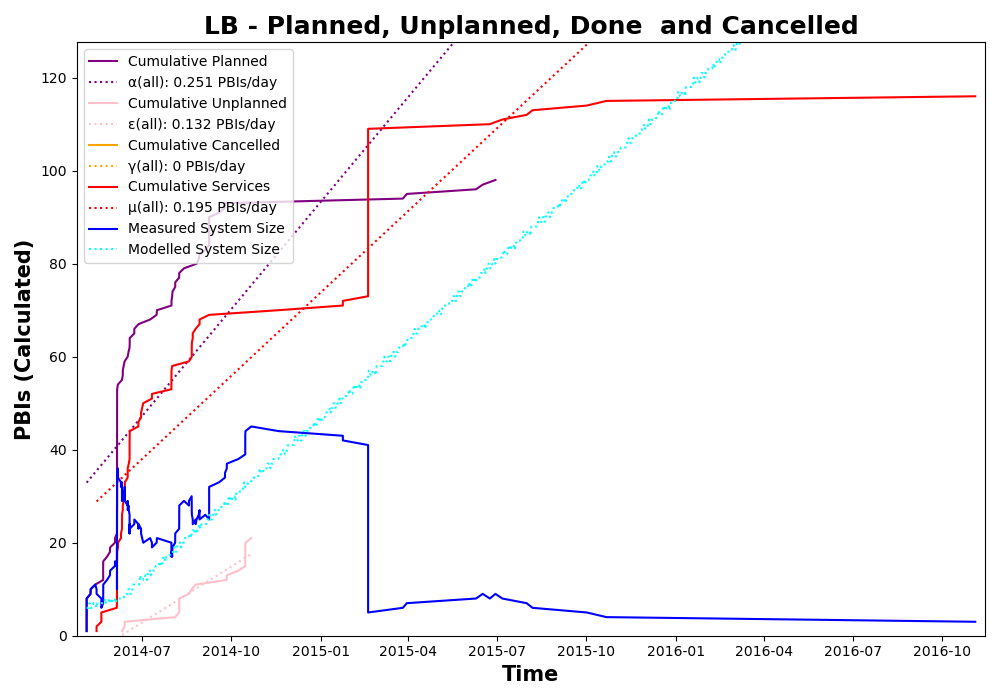 LB - Planned, Unplanned, Done  and Cancelled
Cumulative Planned
α(all): 0.251 PBIs/day
Cumulative Unplanned
ε(all): 0.132 PBIs/day
Cumulative Cancelled
γ(all): 0 PBIs/day
Cumulative Services
μ(all): 0.195 PBIs/day
Measured System Size
Modelled System Size
PBIs (Calculated)
120
100
80
60
40
20
0
2014-07 2014-10 2015-01 2015-04 2015-07 2015-10 2016-01 2016-04 2016-07 2016-10
Time